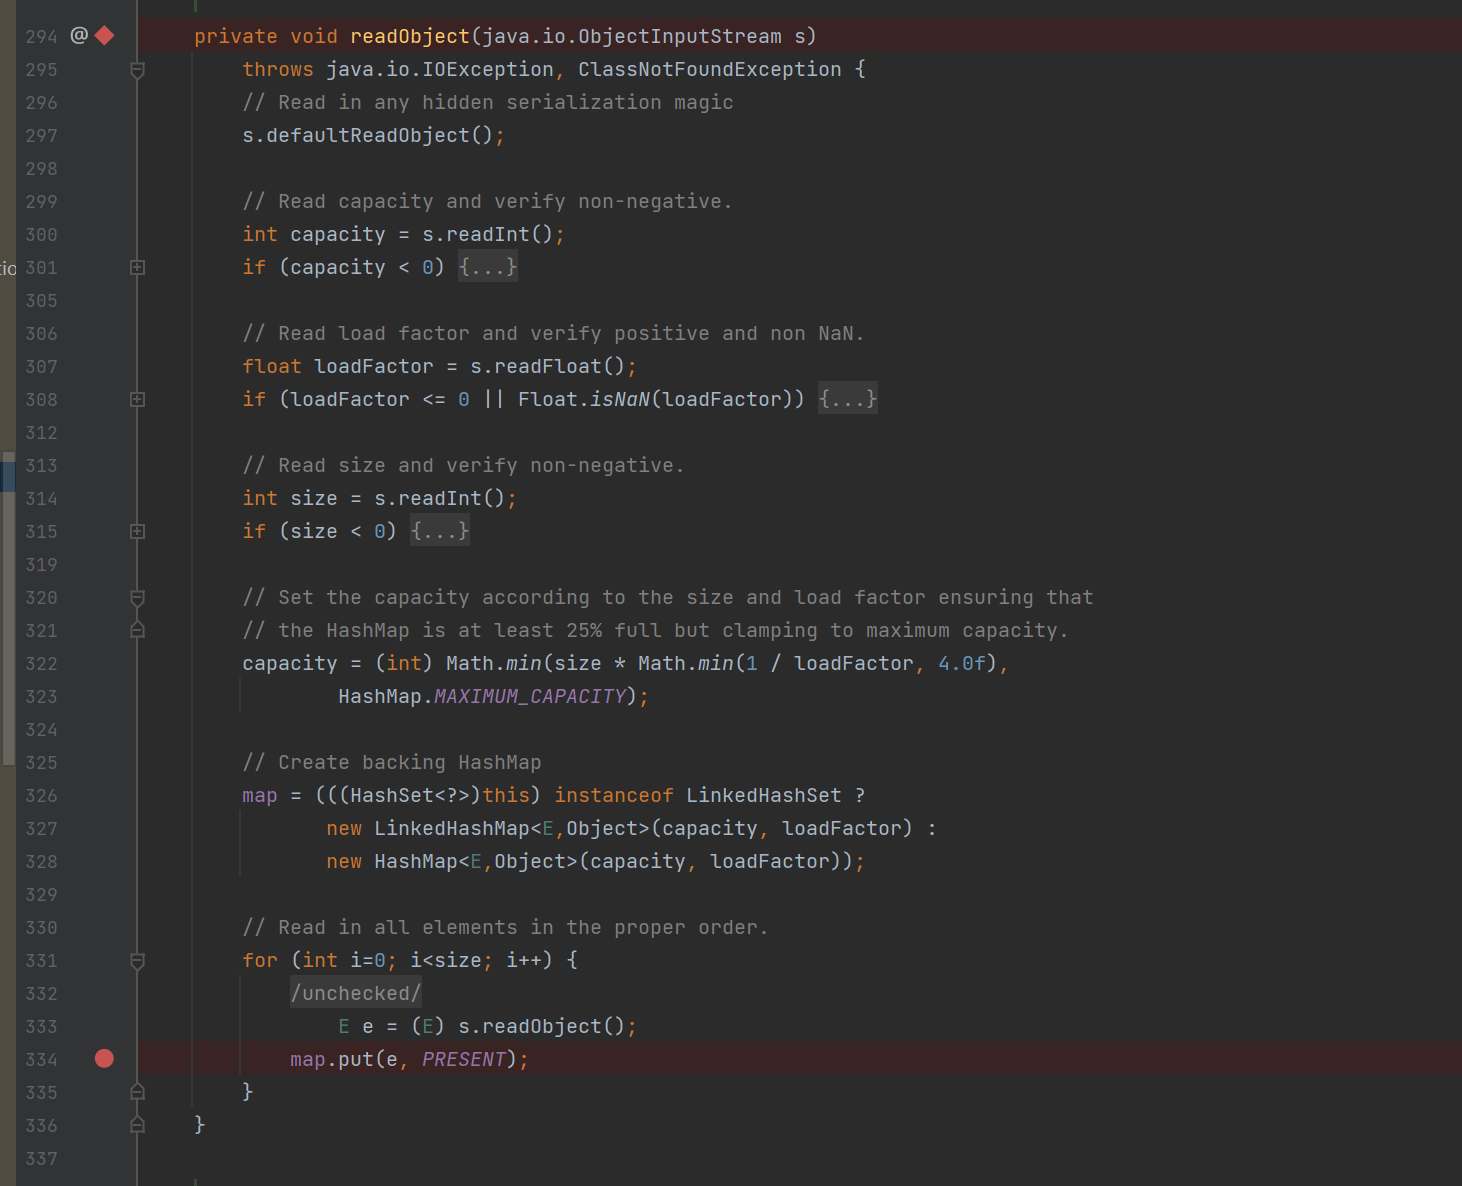 294 @ private void readObject(java.io.ObjectInputStream s)
295 throws java.io.IOException, ClassNotFoundException {
296 // Read in any hidden serialization magic
297 s.defaultReadObject();
298
299 // Read capacity and verify non-negative.
300 int capacity = s.readInt();
tio 301 if (capacity < 0) {...}
305
306 // Read load factor and verify positive and non NaN.
307 float loadFactor = s.readFloat();
308 if (loadFactor <= 0 || Float.isNaN(loadFactor)) {...}
312
313 // Read size and verify non-negative.
314 int size = s.readInt();
315 if (size < 0) {...}
319
320 // Set the capacity according to the size and load factor ensuring that
321 // the HashMap is at least 25% full but clamping to maximum capacity.
322 capacity = (int) Math.min(size * Math.min(1 / loadFactor, 4.0f),
323 HashMap.MAXIMUM_CAPACITY);
324
325 // Create backing HashMap
326 map = (((HashSet<?>)this) instanceof LinkedHashSet ?
327 new LinkedHashMap<E,Object>(capacity, loadFactor) :
328 new HashMap<E,Object>(capacity, loadFactor));
329
330 // Read in all elements in the proper order.
331 for (int i=0; i<size; i++) {
332 /unchecked/
333 E e = (E) s.readObject();
334 map.put(e, PRESENT);
335 }
336 }
337